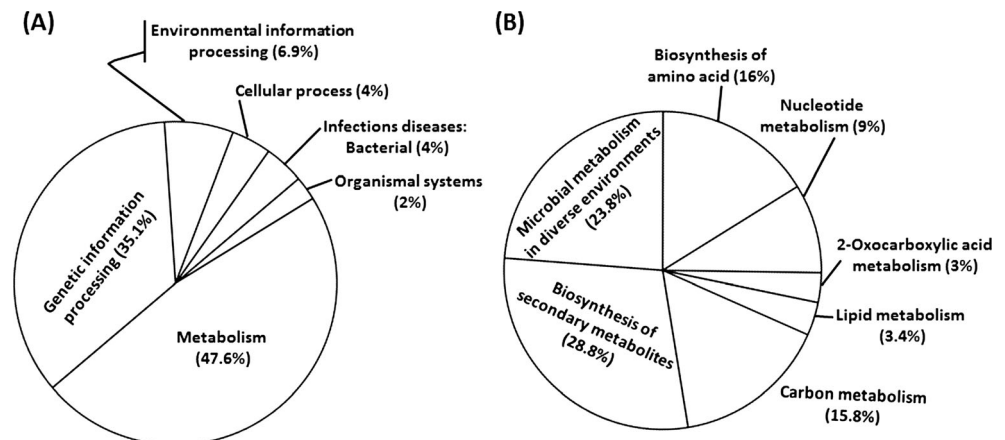 (A)
Environmental information
processing (6.9%)
Cellular process (4%)
Infections diseases:
Bacterial (4%)
Organismal systems
(2%)
Genetic information
processing (35.1%)
Metabolism
(47.6%)
(B)
Biosynthesis of
amino acid (16%)
Nucleotide
metabolism (9%)
2-Oxocarboxylic acid
metabolism (3%)
Lipid metabolism
(3.4%)
Carbon metabolism
(15.8%)
Biosynthesis of
secondary metabolites
(28.8%)
Microbial metabolism
in diverse environments
(23.8%)